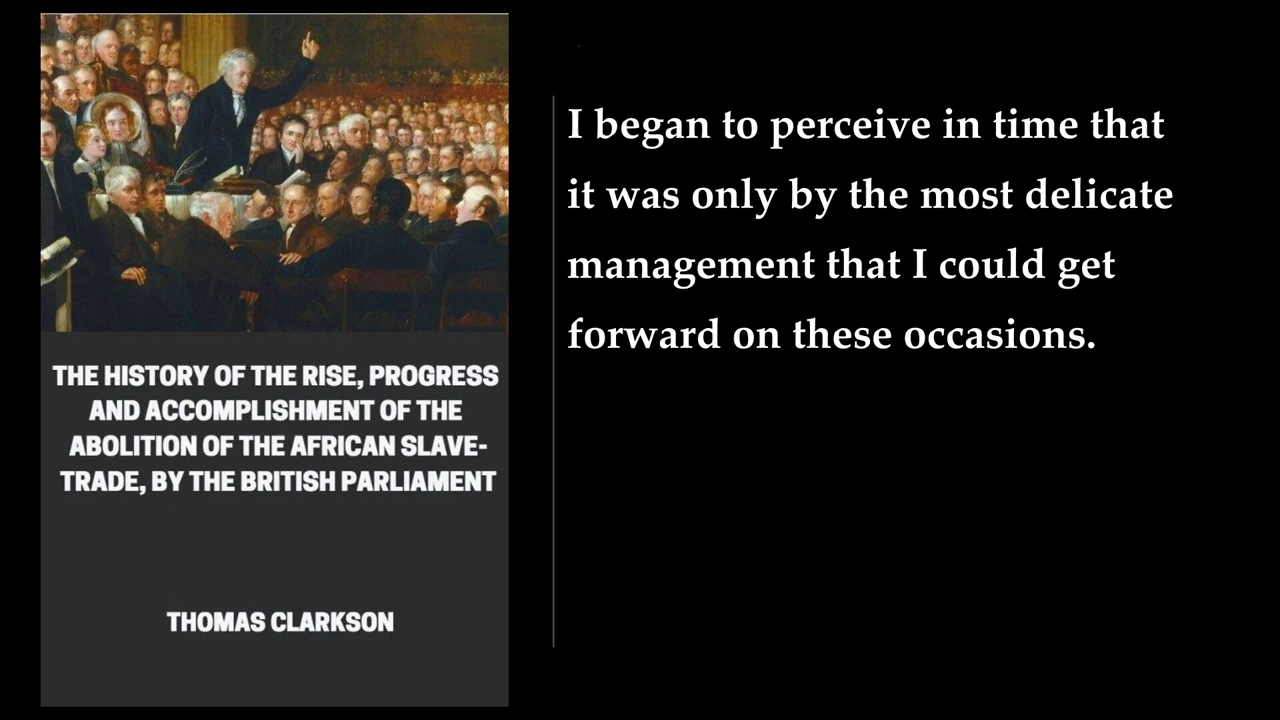 THE HISTORY OF THE RISE, PROGRESS
AND ACCOMPLISHMENT OF THE
ABOLITION OF THE AFRICAN SLAVE-
TRADE, BY THE BRITISH PARLIAMENT
THOMAS CLARKSON
I began to perceive in time that
it was only by the most delicate
management that I could get
forward on these occasions.